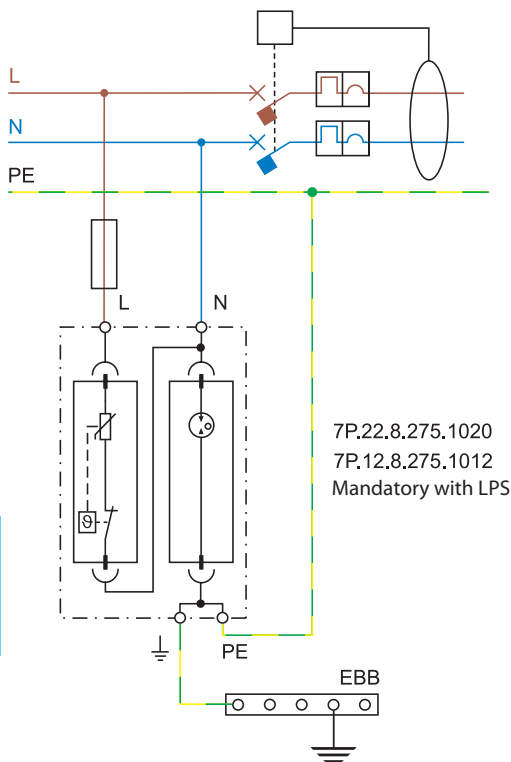 L
N
PE
L
N
7P.22.8.275.1020
7P.12.8.275.1012
Mandatory with LPS
ϑ
PE
EBB